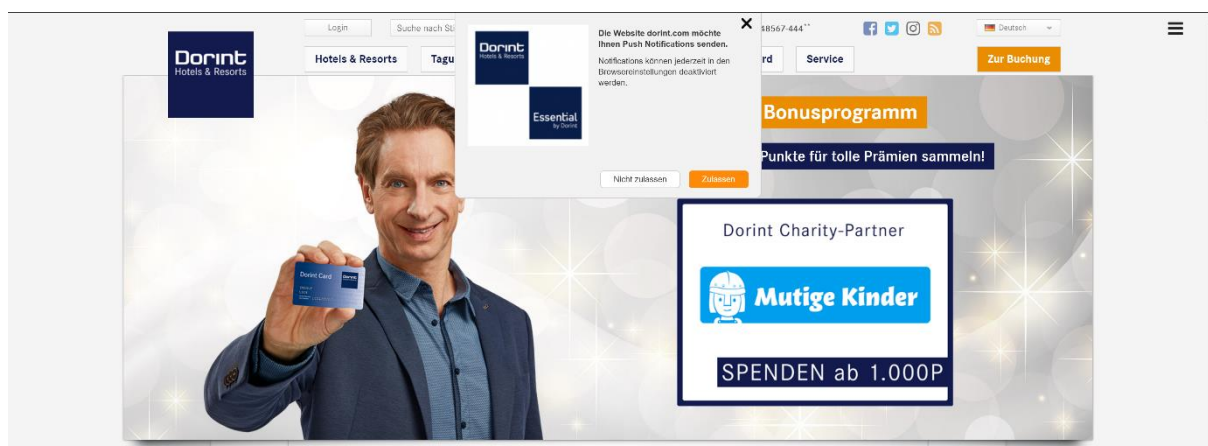 Login
Suche nach St
48567-444**
Deutsch
Dorint
Hotels & Resorts
Hotels & Resorts
Tagu
rd
Service
Zur Buchung
Dorint
Hotels & Resorts
Essential
by Dorint
Die Website dorint.com möchte
Ihnen Push Notifications senden.
Notifications können jederzeit in den
Browsereinstellungen deaktiviert
werden.
Nicht zulassen
Zulassen
Bonusprogramm
Punkte für tolle Prämien sammeln!
Dorint Card
Dorint
Dorint Charity-Partner
Mutige Kinder
SPENDEN ab 1.000P